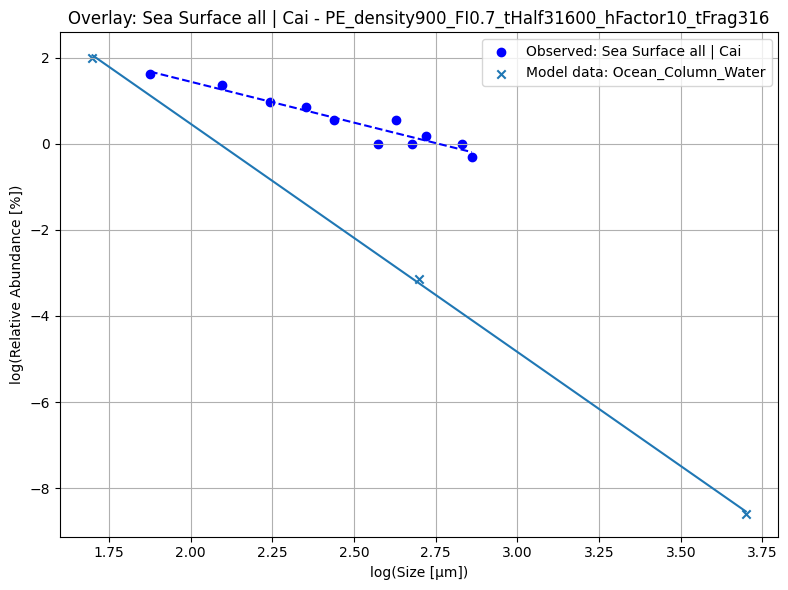 Overlay: Sea Surface all | Cai - PE_density900_FI0.7_tHalf31600_hFactor10_tFrag316
Observed: Sea Surface all | Cai
Model data: Ocean_Column_Water
log(Relative Abundance [%])
2
0
−2
−4
−6
−8
1.75 2.00 2.25 2.50 2.75 3.00 3.25 3.50 3.75
log(Size [µm])